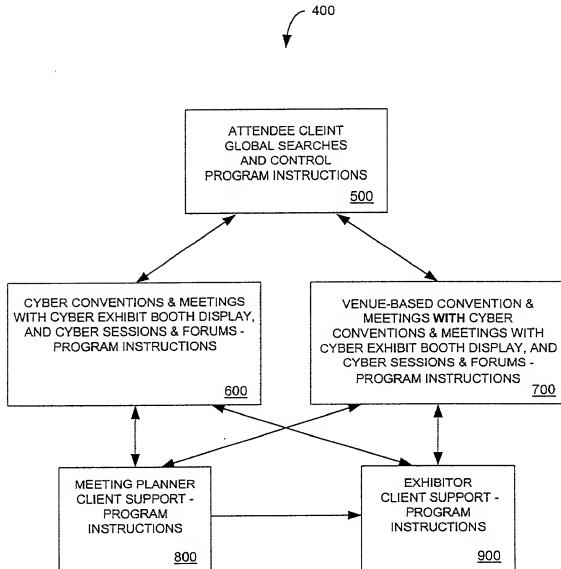 400
ATTENDEE CLEINT
GLOBAL SEARCHES
AND CONTROL
PROGRAM INSTRUCTIONS
500
CYBER CONVENTIONS & MEETINGS
WITH CYBER EXHIBIT BOOTH DISPLAY,
AND CYBER SESSIONS & FORUMS -
PROGRAM INSTRUCTIONS
600
VENUE-BASED CONVENTION &
MEETINGS WITH CYBER
CONVENTIONS & MEETINGS WITH
CYBER EXHIBIT BOOTH DISPLAY, AND
CYBER SESSIONS & FORUMS -
PROGRAM INSTRUCTIONS
700
MEETING PLANNER
CLIENT SUPPORT -
PROGRAM
INSTRUCTIONS
800
EXHIBITOR
CLIENT SUPPORT -
PROGRAM
INSTRUCTIONS
900